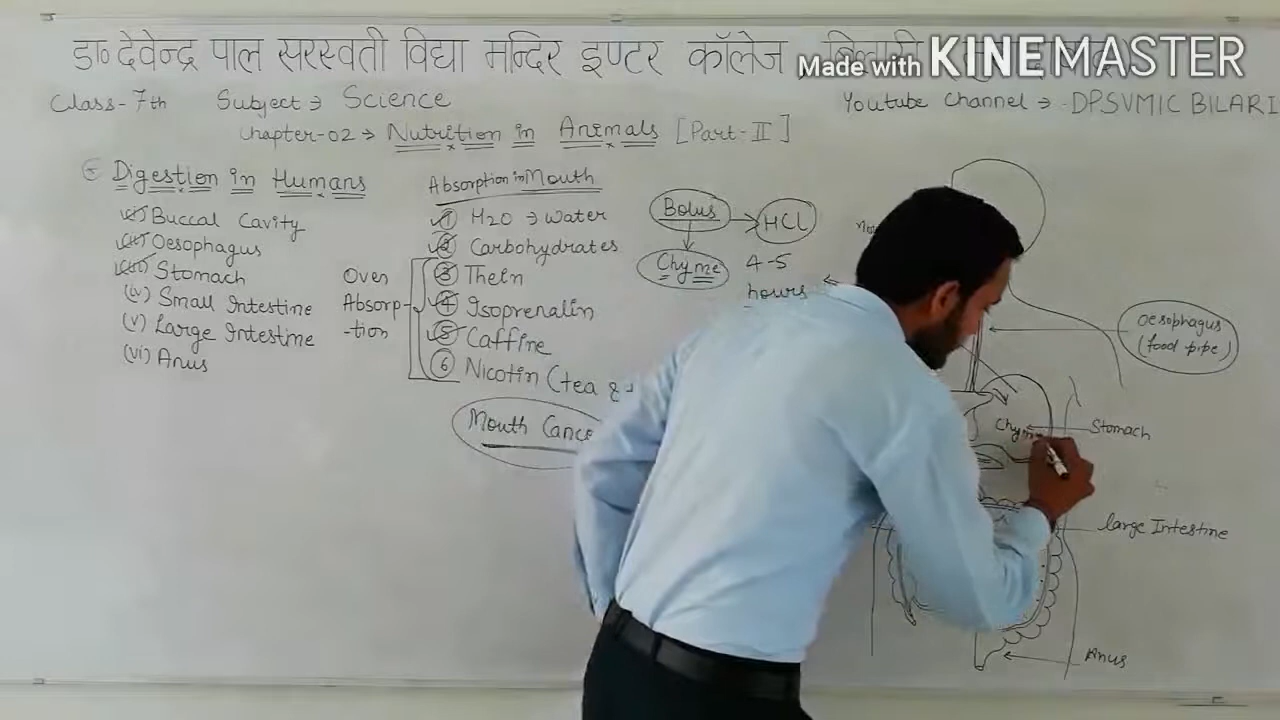 डा० देवेन्द्र पाल सरस्वती विद्या मन्दिर इण्टर कॉलेज
Made with KINEMASTER
Class-7th Subject → Science
Youtube Channel → DPSVMIC BILARI
Chapter-02 → Nutrition in Animals [Part-II]
Digestion in Humans
(i) Buccal Cavity
(ii) Oesophagus
(iii) Stomach
(iv) Small Intestine
(v) Large Intestine
(vi) Anus
Absorption in Mouth
① H2O → Water
② Carbohydrates
③ Thein
④ Isoprenalin
⑤ Caffine
⑥ Nicotin (tea &
Oven
Absorp-
-tion
Mouth Cance
Bolus
HCL
Chyme
4-5
hours
Oesophagus
(food pipe)
Chym
Stomach
large Intestine
Anus